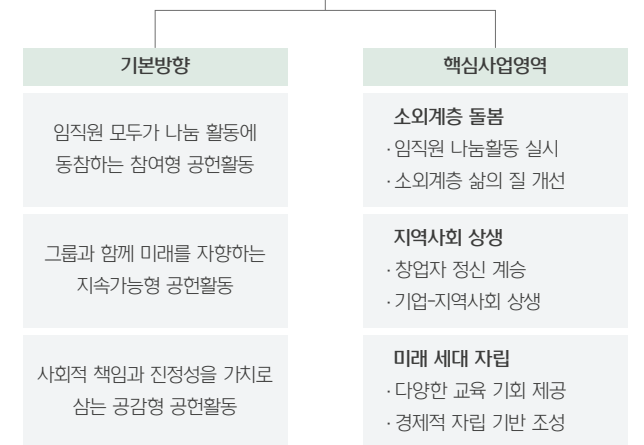 기본방향
임직원 모두가 나눔 활동에
동참하는 참여형 공헌활동
그룹과 함께 미래를 자향하는
지속가능형 공헌활동
사회적 책임과 진정성을 가치로
삼는 공감형 공헌활동
핵심사업영역
소외계층 돌봄
·임직원 나눔활동 실시
·소외계층 삶의 질 개선
지역사회 상생
·창업자 정신 계승
·기업-지역사회 상생
미래 세대 자립
·다양한 교육 기회 제공
·경제적 자립 기반 조성